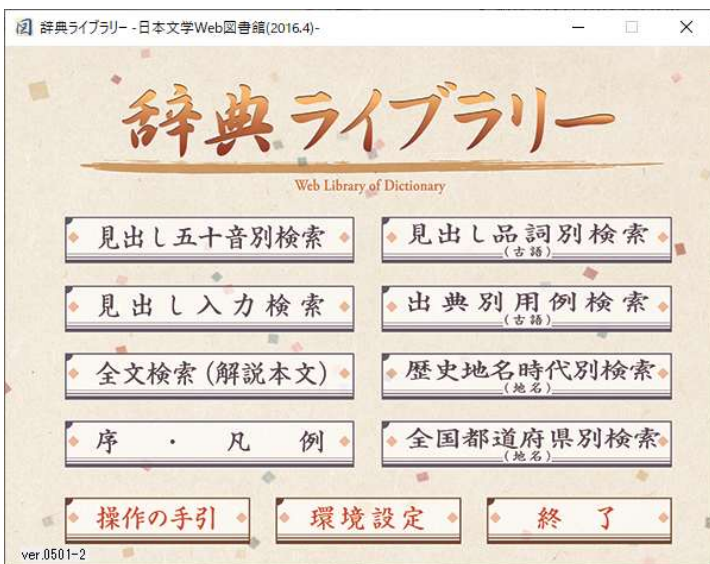 辞典ライブラリー -日本文学Web図書館(2016.4)-
辞典ライブラリー
Web Library of Dictionary
見出し五十音別検索
見出し品詞別検索
(古語)
見出し入力検索
出典別用例検索
(古語)
全文検索(解説本文)
歴史地名時代別検索
(地名)
序・凡例
全国都道府県別検索
(地名)
操作の手引
環境設定
終了
ver.0501-2